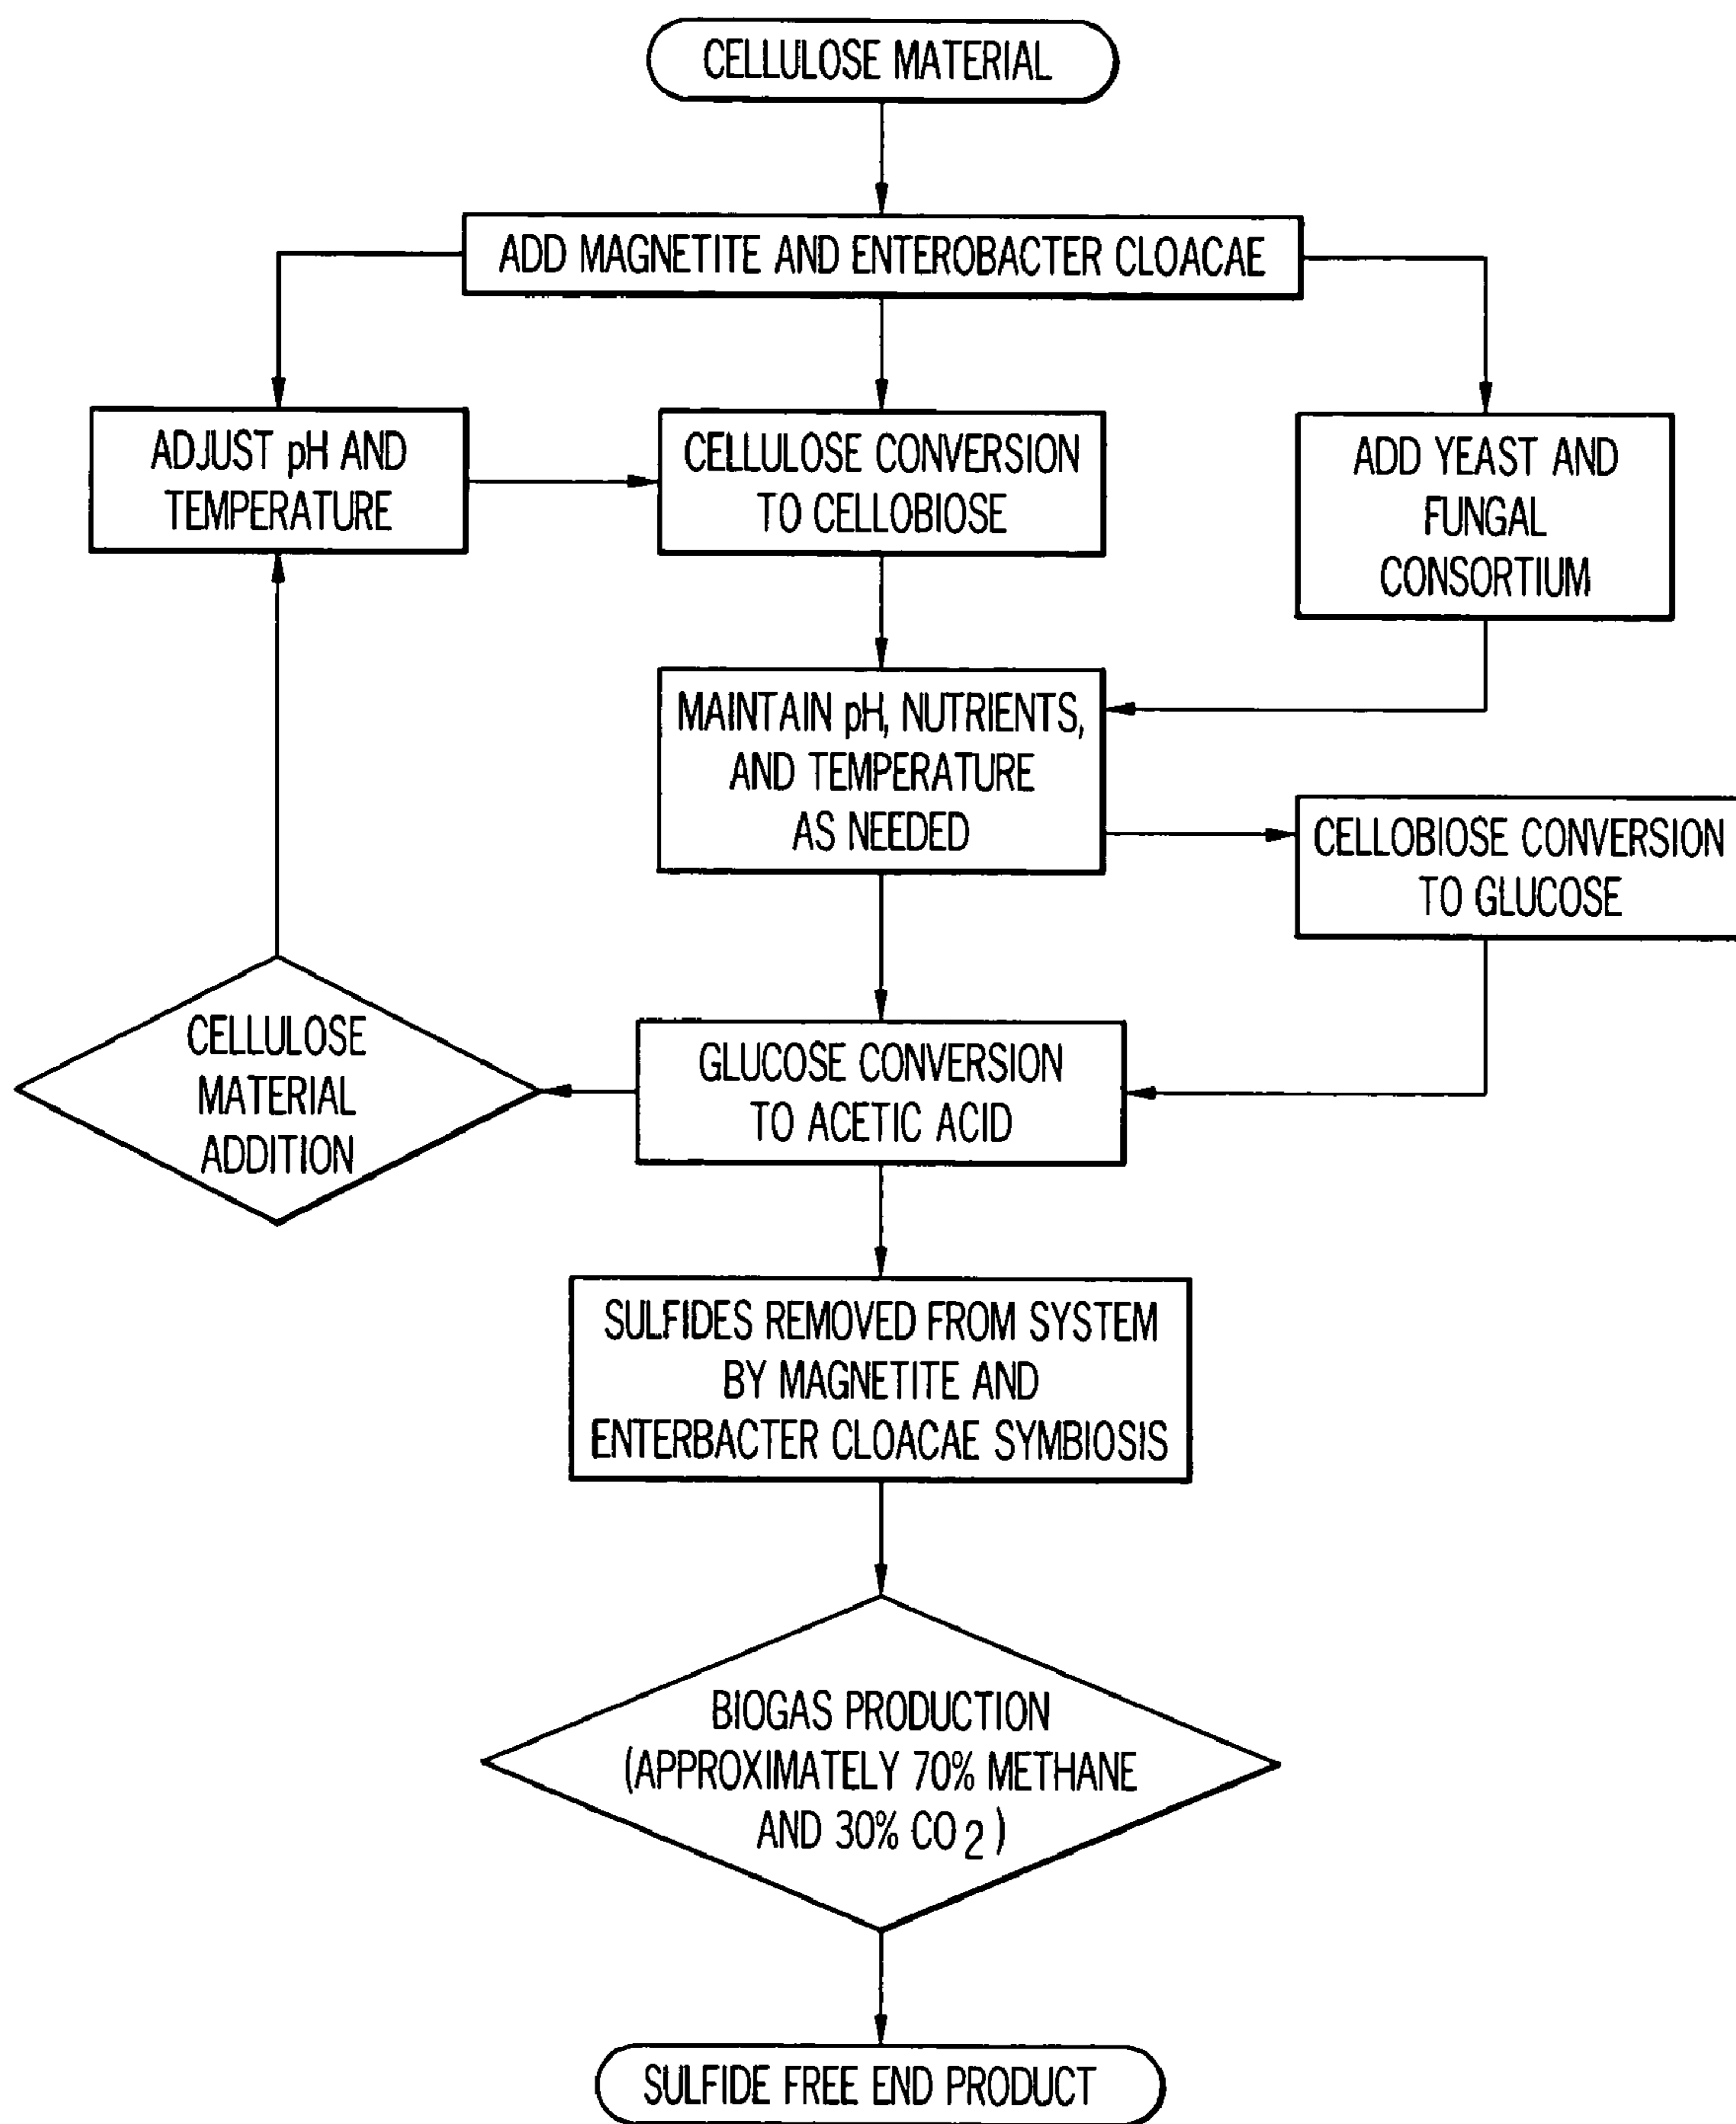 CELLULOSE MATERIAL
ADD MAGNETITE AND ENTEROBACTER CLOACAE
ADJUST pH AND
TEMPERATURE
CELLULOSE CONVERSION
TO CELLOBIOSE
ADD YEAST AND
FUNGAL
CONSORTIUM
MAINTAIN pH, NUTRIENTS,
AND TEMPERATURE
AS NEEDED
CELLOBIOSE CONVERSION
TO GLUCOSE
CELLULOSE
MATERIAL
ADDITION
GLUCOSE CONVERSION
TO ACETIC ACID
SULFIDES REMOVED FROM SYSTEM
BY MAGNETITE AND
ENTERBACTER CLOACAE SYMBIOSIS
BIOGAS PRODUCTION
(APPROXIMATELY 70% METHANE
AND 30% CO2)
SULFIDE FREE END PRODUCT